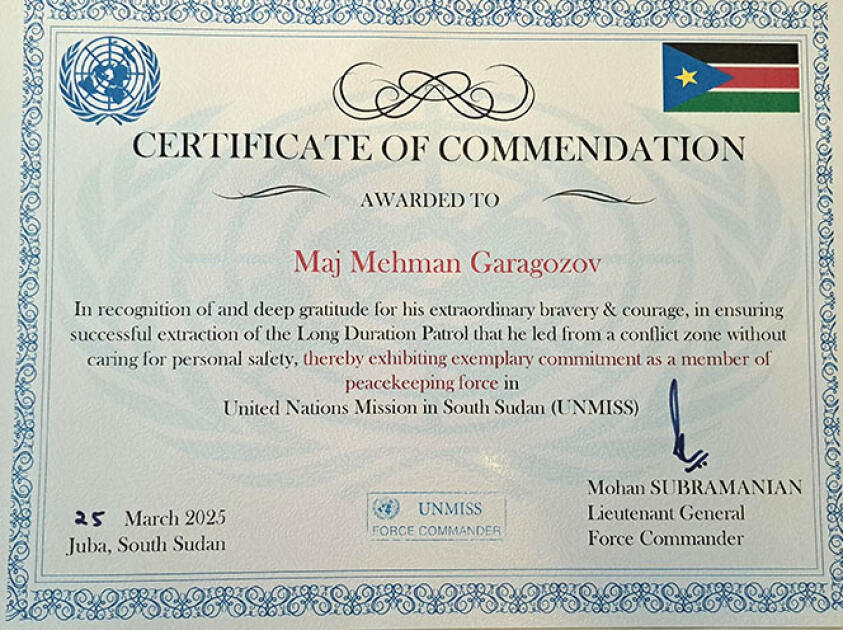 CERTIFICATE OF COMMENDATION
AWARDED TO
Maj Mehman Garagozov
In recognition of and deep gratitude for his extraordinary bravery & courage, in ensuring
successful extraction of the Long Duration Patrol that he led from a conflict zone without
caring for personal safety, thereby exhibiting exemplary commitment as a member of
peacekeeping force in
United Nations Mission in South Sudan (UNMISS)
Mohan SUBRAMANIAN
Lieutenant General
Force Commander
25 March 2025
Juba, South Sudan
UNMISS
FORCE COMMANDER